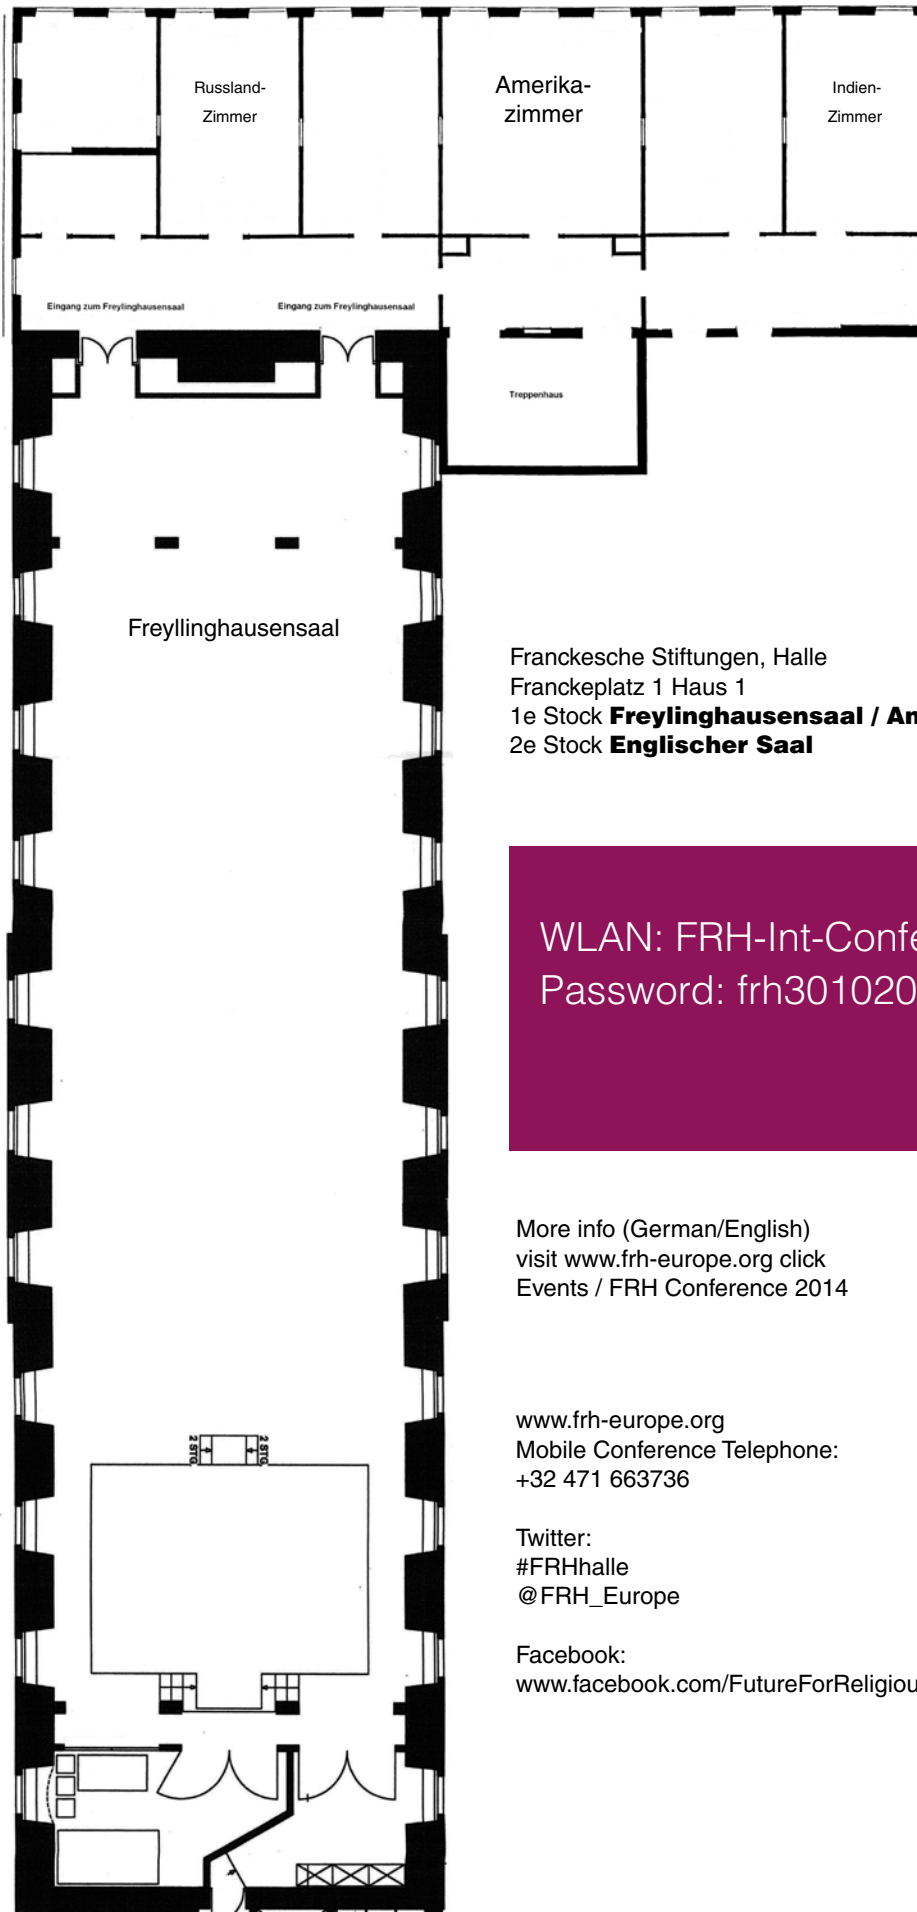 Russland-
Zimmer
Amerika-
zimmer
Indien-
Zimmer
Eingang zum Freylinghausensaal
Eingang zum Freylinghausensaal
Treppenhaus
Freyllinghausensaal
Franckesche Stiftungen, Halle
Franckeplatz 1 Haus 1
1e Stock Freylinghausensaal /
2e Stock Englischer Saal
WLAN: FRH-Int-Confe
Password: frh301020
More info (German/English)
visit www.frh-europe.org click
Events / FRH Conference 2014
2 STG
2 STG
www.frh-europe.org
Mobile Conference Telephone:
+32 471 663736
Twitter:
#FRHhalle
@FRH_Europe
Facebook:
www.facebook.com/FutureForReligiou